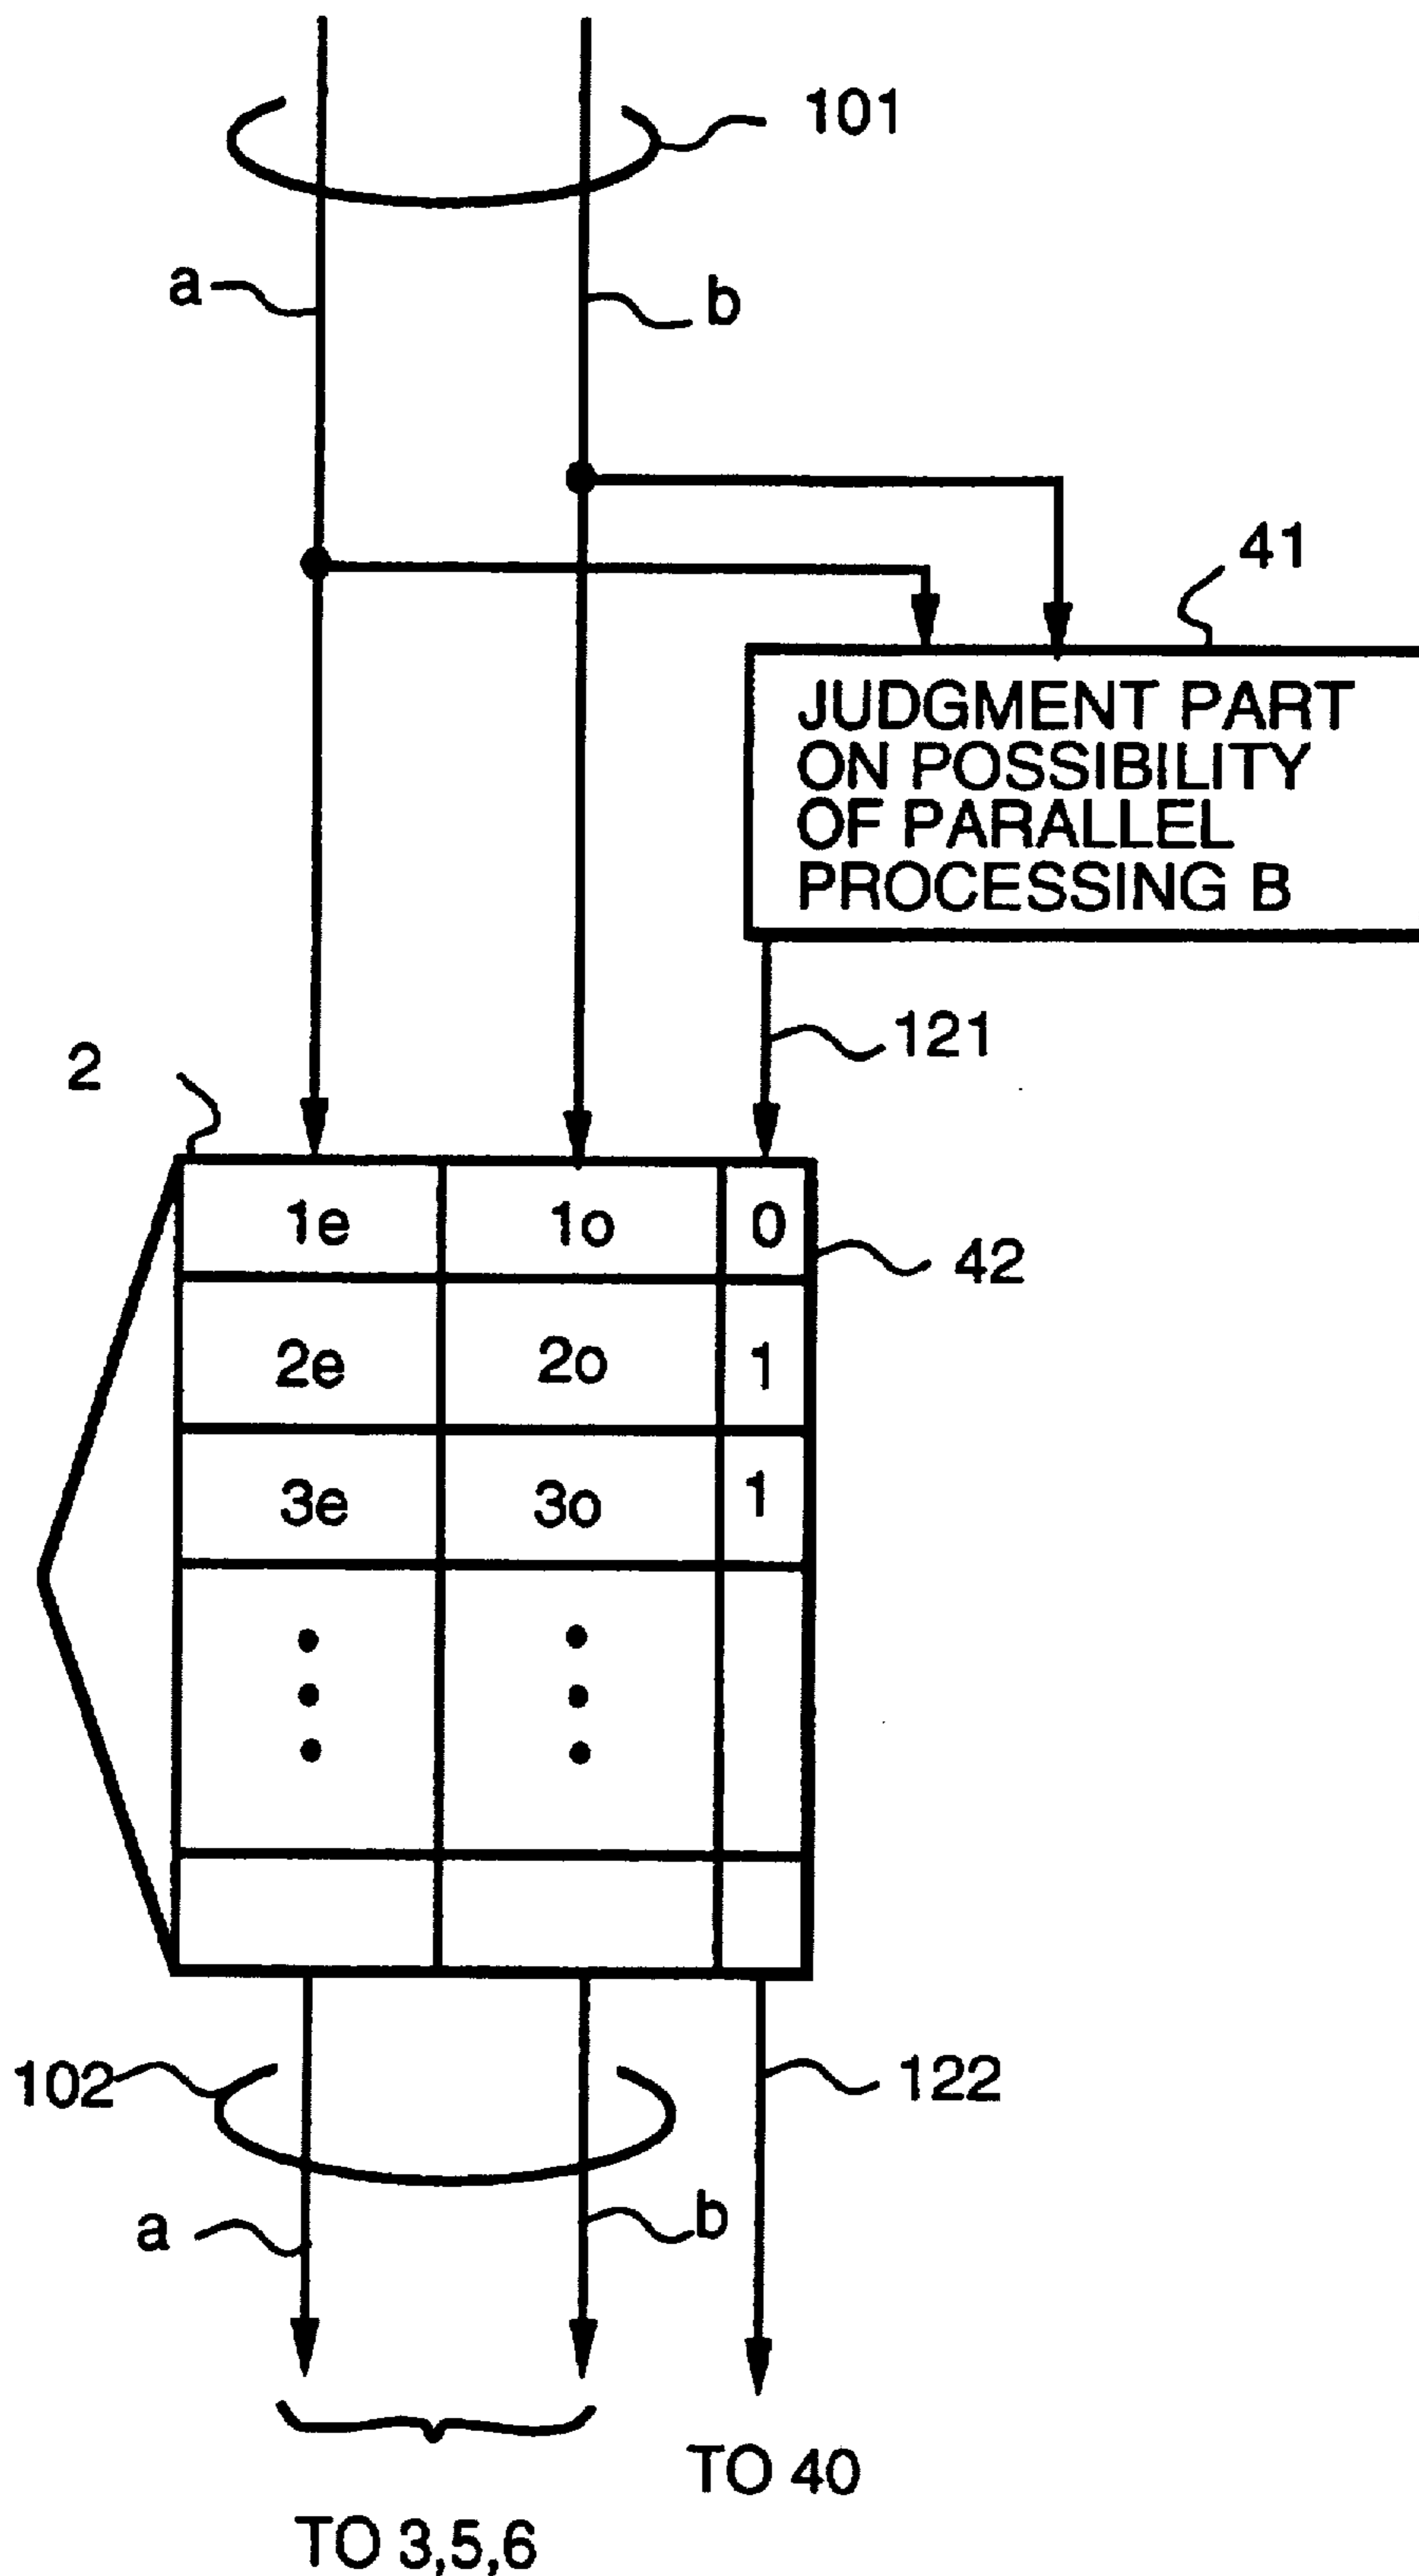 101
a
b
41
JUDGMENT PART
ON POSSIBILITY
OF PARALLEL
PROCESSING B
121
2
1e 1o 0
42
2e 2o 1
3e 3o 1
102
122
a
b
TO 40
TO 3,5,6